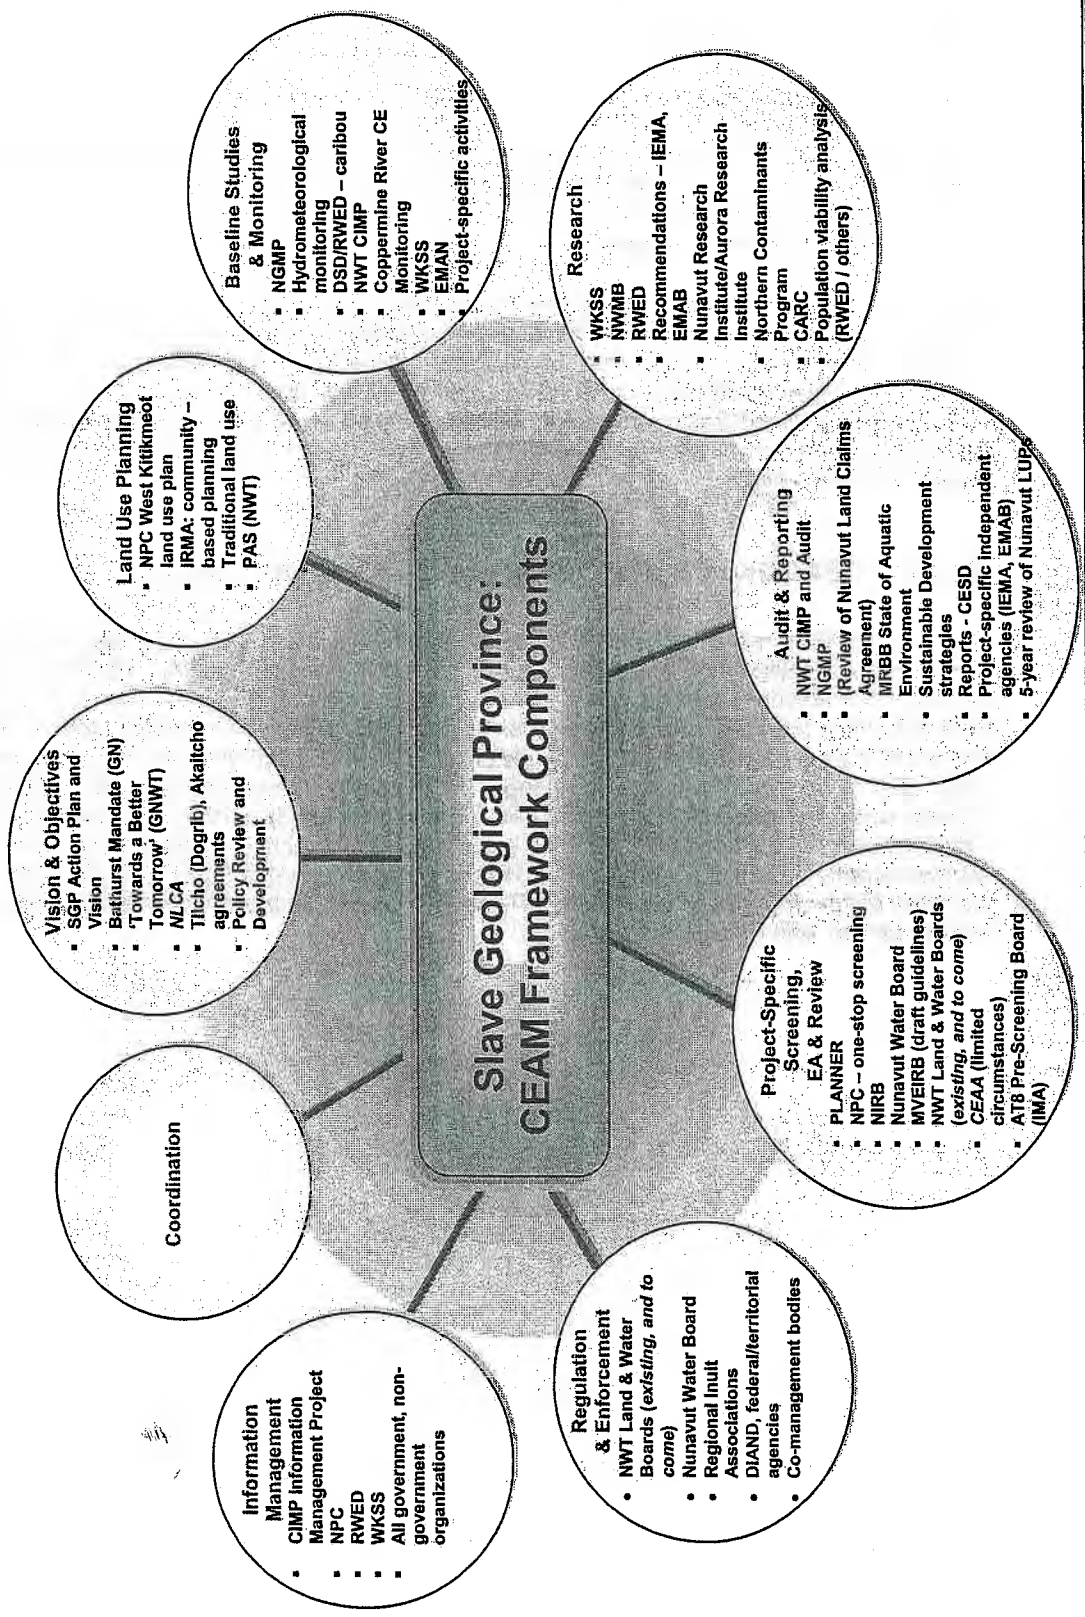 Slave Geological Province:
CEAM Framework Components
Coordination
Vision & Objectives
▪ SGP Action Plan and
Vision
▪ Bathurst Mandate (GN)
▪ 'Towards a Better
Tomorrow' (GNWT)
▪ NLCA
▪ Tlicho (Dogrib), Akaitcho
agreements
▪ Policy Review and
Development
Land Use Planning
▪ NPC West Kitikmeot
land use plan
▪ IRMA: community –
based planning
▪ Traditional land use
▪ PAS (NWT)
Baseline Studies
& Monitoring
▪ NGMP
▪ Hydrometeorological
monitoring
▪ DSD/RWED – caribou
▪ NWT CIMP
▪ Coppermine River CE
Monitoring
▪ WKSS
▪ EMAN
▪ Project-specific activities
Research
▪ WKSS
▪ NWMB
▪ RWED
▪ Recommendations – IEMA,
EMAB
▪ Nunavut Research
Institute/Aurora Research
Institute
▪ Northern Contaminants
Program
▪ CARC
▪ Population viability analysis
(RWED / others)
Audit & Reporting
▪ NWT CIMP and Audit
▪ NGMP
▪ (Review of Nunavut Land Claims
Agreement)
▪ MRBB State of Aquatic
Environment
▪ Sustainable Development
strategies
▪ Reports - CESD
▪ Project-specific independent
agencies (IEMA, EMAB)
▪ 5-year review of Nunavut LUPs
Project-Specific
Screening,
EA & Review
▪ PLANNER
▪ NPC – one-stop screening
▪ NIRB
▪ Nunavut Water Board
▪ MVEIRB (draft guidelines)
▪ NWT Land & Water Boards
(existing, and to come)
▪ CEAA (limited
circumstances)
▪ AT8 Pre-Screening Board
(IMA)
Regulation
& Enforcement
• NWT Land & Water
Boards (existing, and to
come)
• Nunavut Water Board
• Regional Inuit
Associations
• DIAND, federal/territorial
agencies
• Co-management bodies
Information
Management
▪ CIMP Information
Management Project
▪ NPC
▪ RWED
▪ WKSS
▪ All government, non-
government
organizations